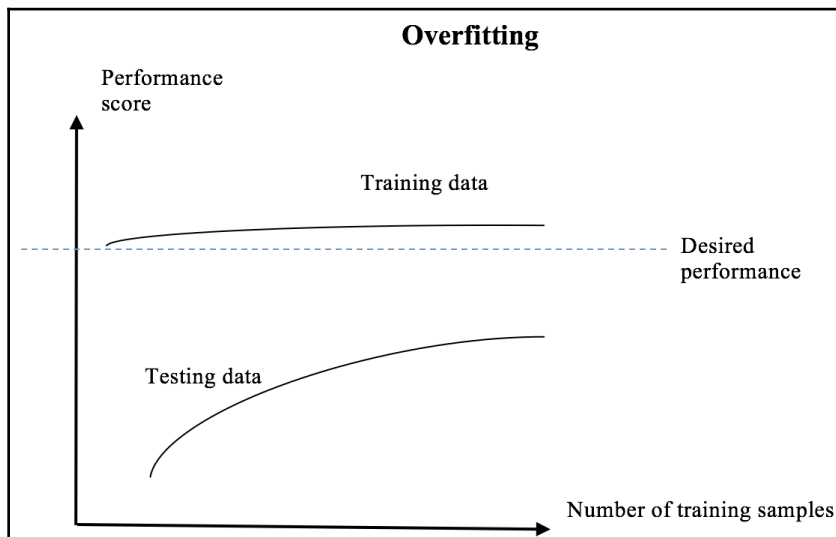 Overfitting
Performance
score
Training data
Desired
performance
Testing data
Number of training samples